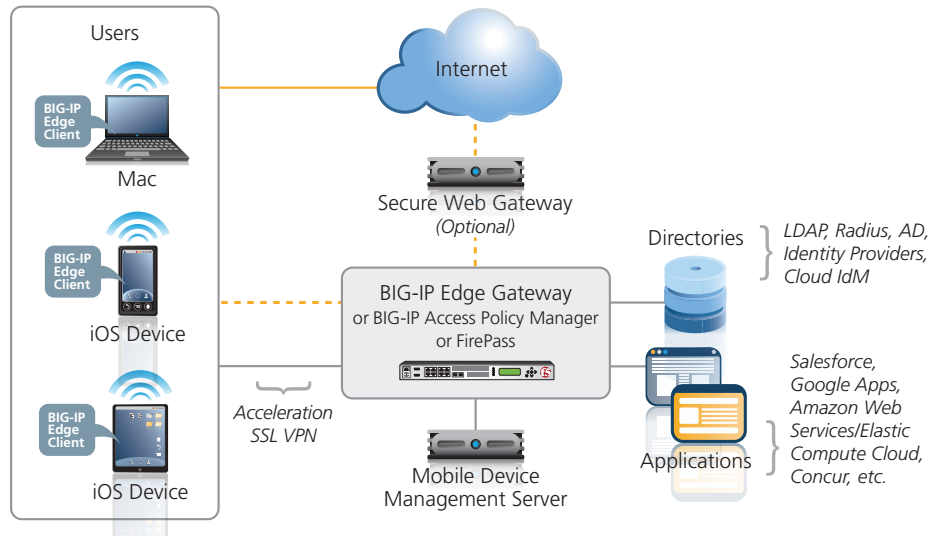 Users
BIG-IP
Edge
Client
Mac
BIG-IP
Edge
Client
iOS Device
BIG-IP
Edge
Client
iOS Device
Internet
Secure Web Gateway
(Optional)
BIG-IP Edge Gateway
or BIG-IP Access Policy Manager
or FirePass
Acceleration
SSL VPN
Mobile Device
Management Server
Directories
LDAP, Radius, AD,
Identity Providers,
Cloud IdM
Applications
Salesforce,
Google Apps,
Amazon Web
Services/Elastic
Compute Cloud,
Concur, etc.